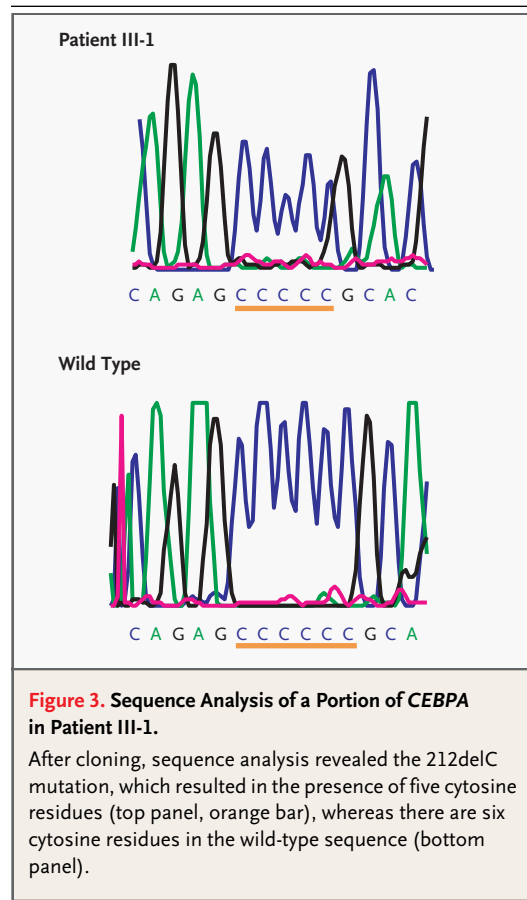 Patient III-1
C A G A G C C C C C G C A C
Wild Type
C A G A G C C C C C C G C A
Figure 3. Sequence Analysis of a Portion of CEBPA
in Patient III-1.
After cloning, sequence analysis revealed the 212delC
mutation, which resulted in the presence of five cytosine
residues (top panel, orange bar), whereas there are six
cytosine residues in the wild-type sequence (bottom
panel).